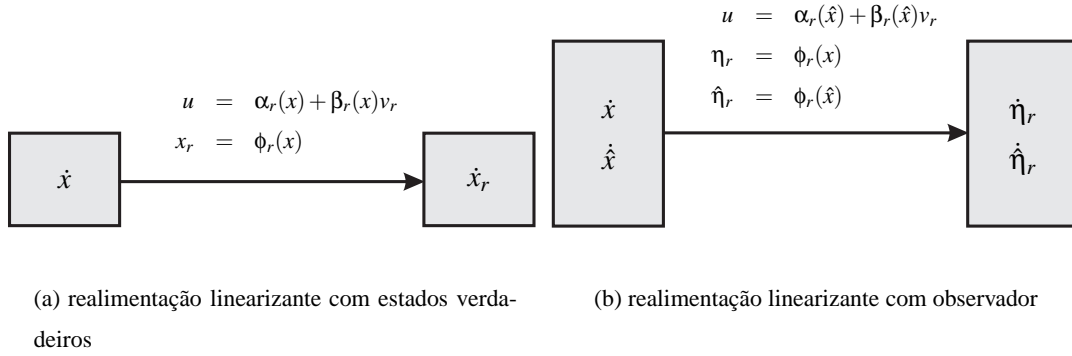 u = α_r(x) + β_r(x)v_r
x_r = ϕ_r(x)
ẋ
ẋ_r
(a) realimentação linearizante com estados verda-
deiros
u = α_r(x̂) + β_r(x̂)v_r
η_r = ϕ_r(x)
η̂_r = ϕ_r(x̂)
ẋ
x̂̇
η̇_r
η̂̇_r
(b) realimentação linearizante com observador